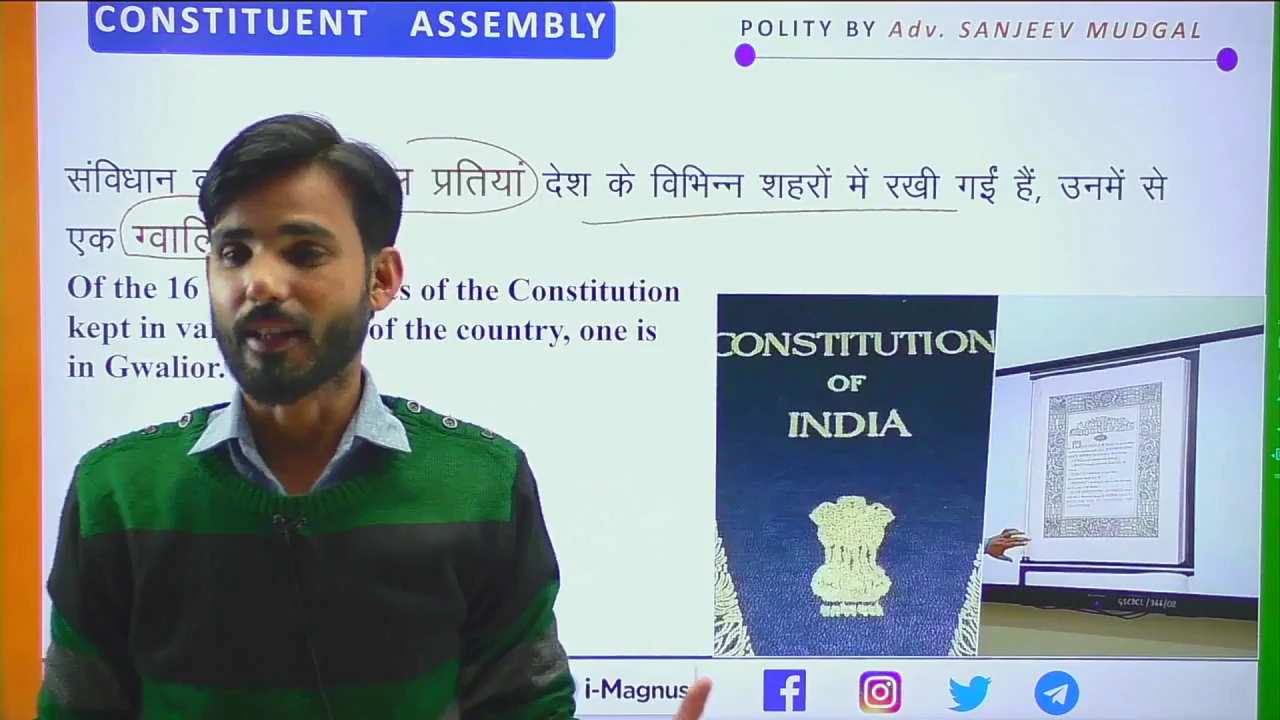 CONSTITUENT ASSEMBLY
POLITY BY Adv. SANJEEV MUDGAL
संविधान प्रतियां देश के विभिन्न शहरों में रखी गईं हैं, उनमें से
एक
Of the 16 of the Constitution
kept in of the country, one is
in Gwalior.
CONSTITUTION
OF
INDIA
i-Magnus